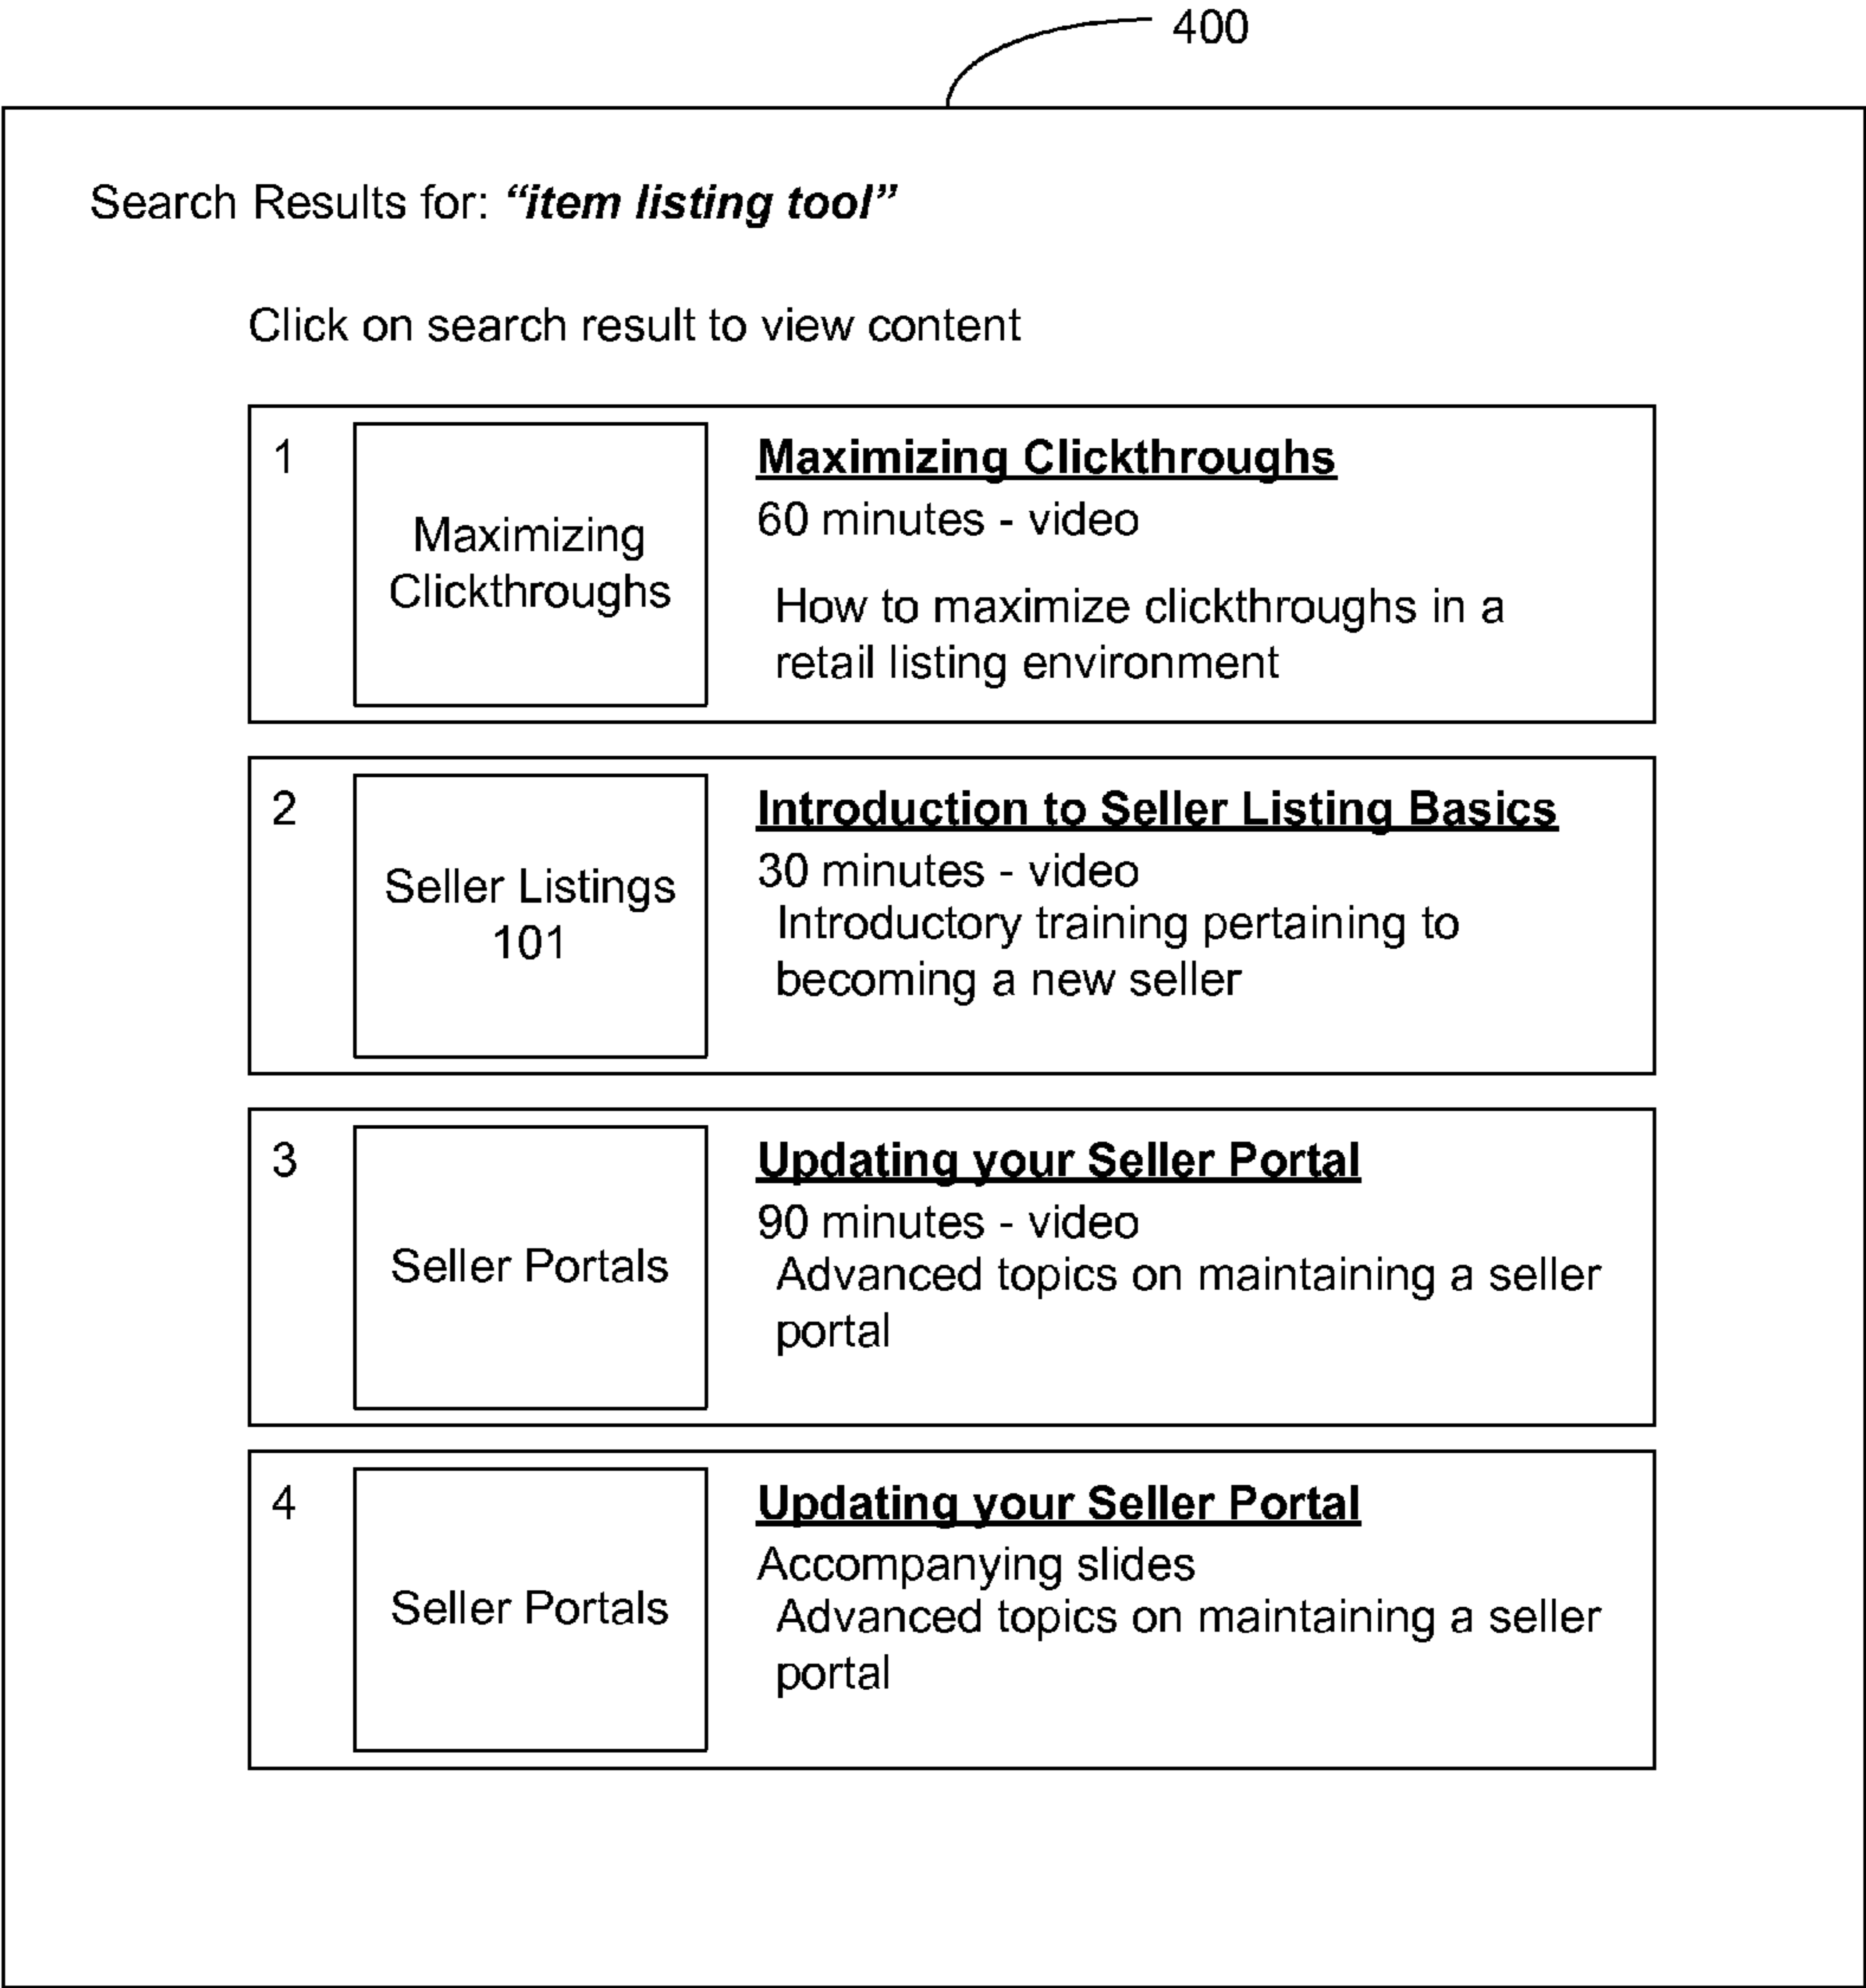 400
Search Results for: “item listing tool”
Click on search result to view content
1
Maximizing
Clickthroughs
Maximizing Clickthroughs
60 minutes - video
How to maximize clickthroughs in a
retail listing environment
2
Seller Listings
101
Introduction to Seller Listing Basics
30 minutes - video
Introductory training pertaining to
becoming a new seller
3
Seller Portals
Updating your Seller Portal
90 minutes - video
Advanced topics on maintaining a seller
portal
4
Seller Portals
Updating your Seller Portal
Accompanying slides
Advanced topics on maintaining a seller
portal